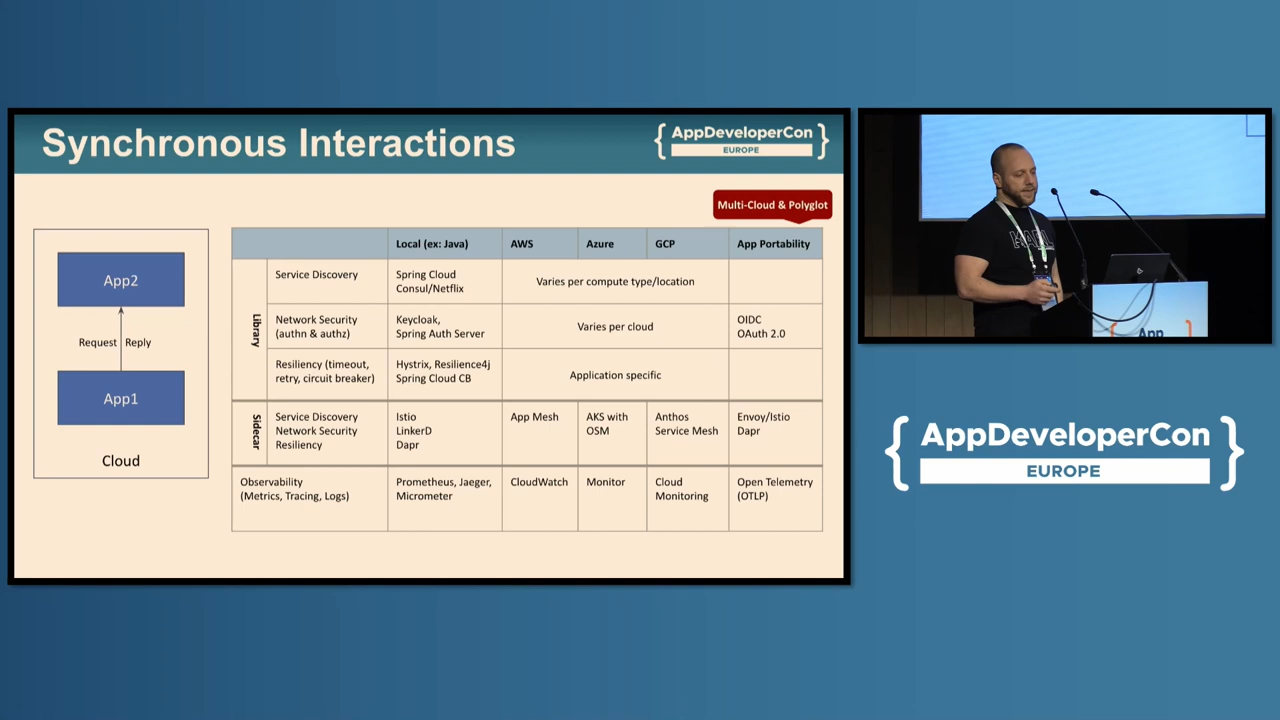 Synchronous Interactions
{ AppDeveloperCon }
EUROPE
Multi-Cloud & Polyglot
App2
Request Reply
App1
Cloud
Local (ex: Java) AWS Azure GCP App Portability
Library
Service Discovery
Spring Cloud
Consul/Netflix
Varies per compute type/location
Network Security
(authn & authz)
Keycloak,
Spring Auth Server
Varies per cloud
OIDC
OAuth 2.0
Resiliency (timeout,
retry, circuit breaker)
Hystrix, Resilience4j
Spring Cloud CB
Application specific
Sidecar
Service Discovery
Network Security
Resiliency
Istio
LinkerD
Dapr
App Mesh
AKS with
OSM
Anthos
Service Mesh
Envoy/Istio
Dapr
Observability
(Metrics, Tracing, Logs)
Prometheus, Jaeger,
Micrometer
CloudWatch
Monitor
Cloud
Monitoring
Open Telemetry
(OTLP)
{ App }
{ AppDeveloperCon }
EUROPE